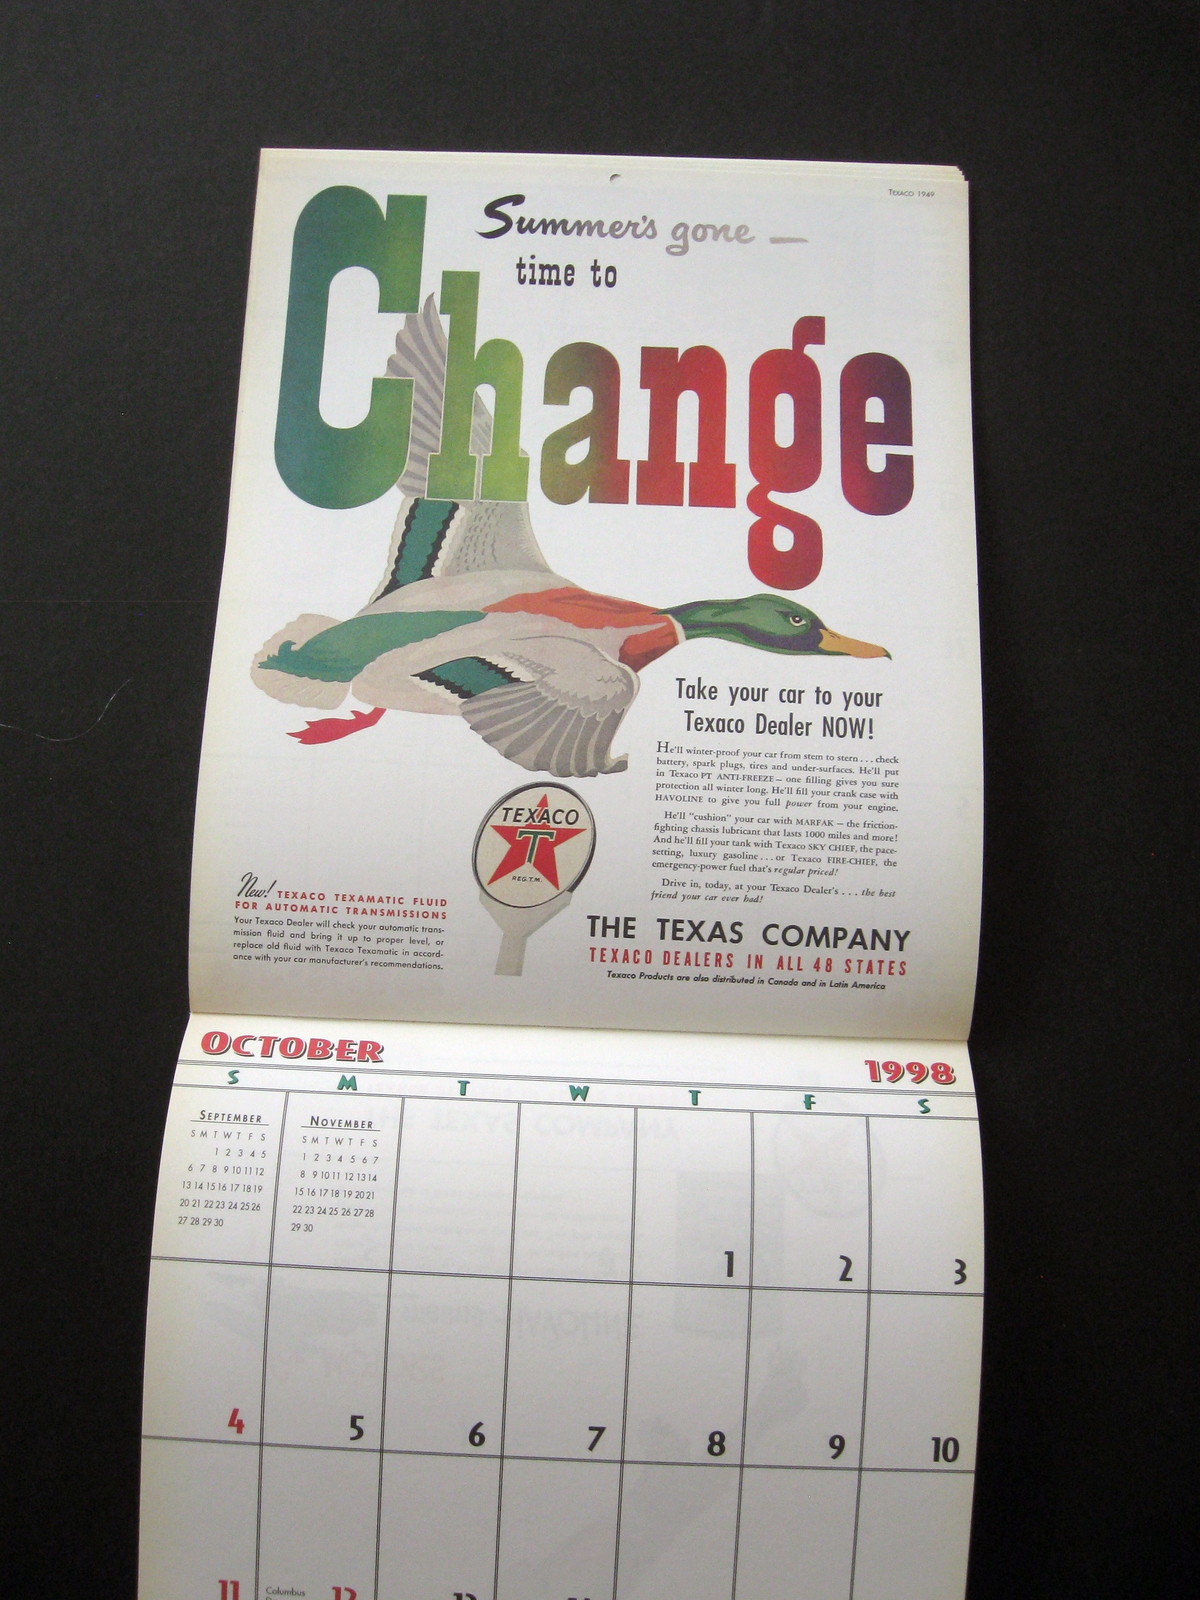 TEXACO 1949
Summer's gone —
time to
Change
Take your car to your
Texaco Dealer NOW!
He'll winter-proof your car from stem to stern . . . check
battery, spark plugs, tires and under-surfaces. He'll put
in Texaco PT ANTI-FREEZE — one filling gives you sure
protection all winter long. He'll fill your crank case with
HAVOLINE to give you full power from your engine.
He'll "cushion" your car with MARFAK — the friction-
fighting chassis lubricant that lasts 1000 miles and more!
And he'll fill your tank with Texaco SKY CHIEF, the pace-
setting, luxury gasoline . . . or Texaco FIRE-CHIEF, the
emergency-power fuel that's regular priced!
Drive in, today, at your Texaco Dealer's . . . the best
friend your car ever had!
TEXACO
T
REG. T.M.
New! TEXACO TEXAMATIC FLUID
FOR AUTOMATIC TRANSMISSIONS
Your Texaco Dealer will check your automatic trans-
mission fluid and bring it up to proper level, or
replace old fluid with Texaco Texamatic in accord-
ance with your car manufacturer's recommendations.
THE TEXAS COMPANY
TEXACO DEALERS IN ALL 48 STATES
Texaco Products are also distributed in Canada and in Latin America
OCTOBER 1998
S M T W T F S
SEPTEMBER
S M T W T F S
1 2 3 4 5
6 7 8 9 10 11 12
13 14 15 16 17 18 19
20 21 22 23 24 25 26
27 28 29 30
NOVEMBER
S M T W T F S
1 2 3 4 5 6 7
8 9 10 11 12 13 14
15 16 17 18 19 20 21
22 23 24 25 26 27 28
29 30
1 2 3
4 5 6 7 8 9 10
11 Columbus 12 13